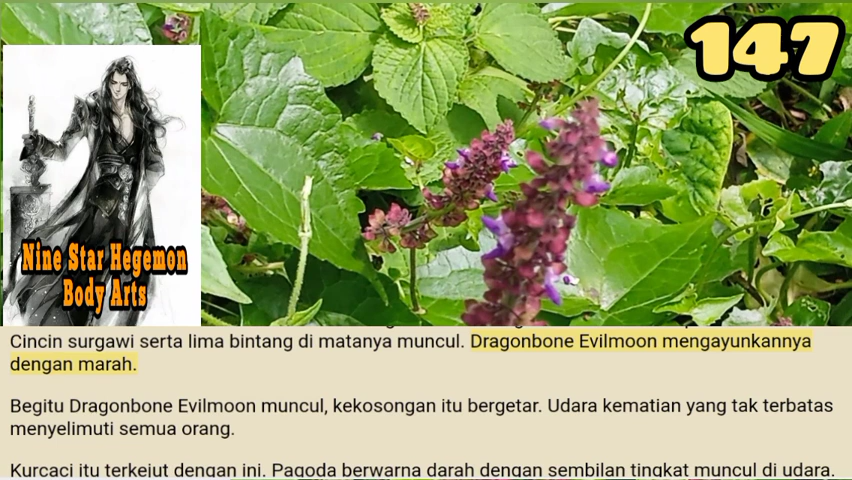 147
Nine Star Hegemon
Body Arts
Cincin surgawi serta lima bintang di matanya muncul. Dragonbone Evilmoon mengayunkannya
dengan marah.
Begitu Dragonbone Evilmoon muncul, kekosongan itu bergetar. Udara kematian yang tak terbatas
menyelimuti semua orang.
Kurcaci itu terkejut dengan ini. Pagoda berwarna darah dengan sembilan tingkat muncul di udara.